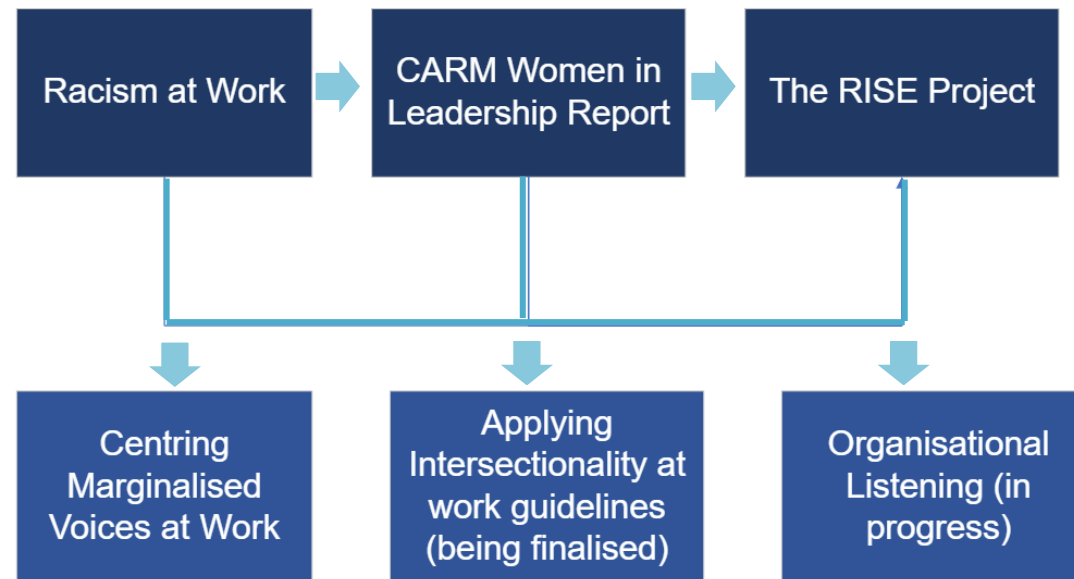 Racism at Work
CARM Women in
Leadership Report
The RISE Project
Centring
Marginalised
Voices at Work
Applying
Intersectionality at
work guidelines
(being finalised)
Organisational
Listening (in
progress)